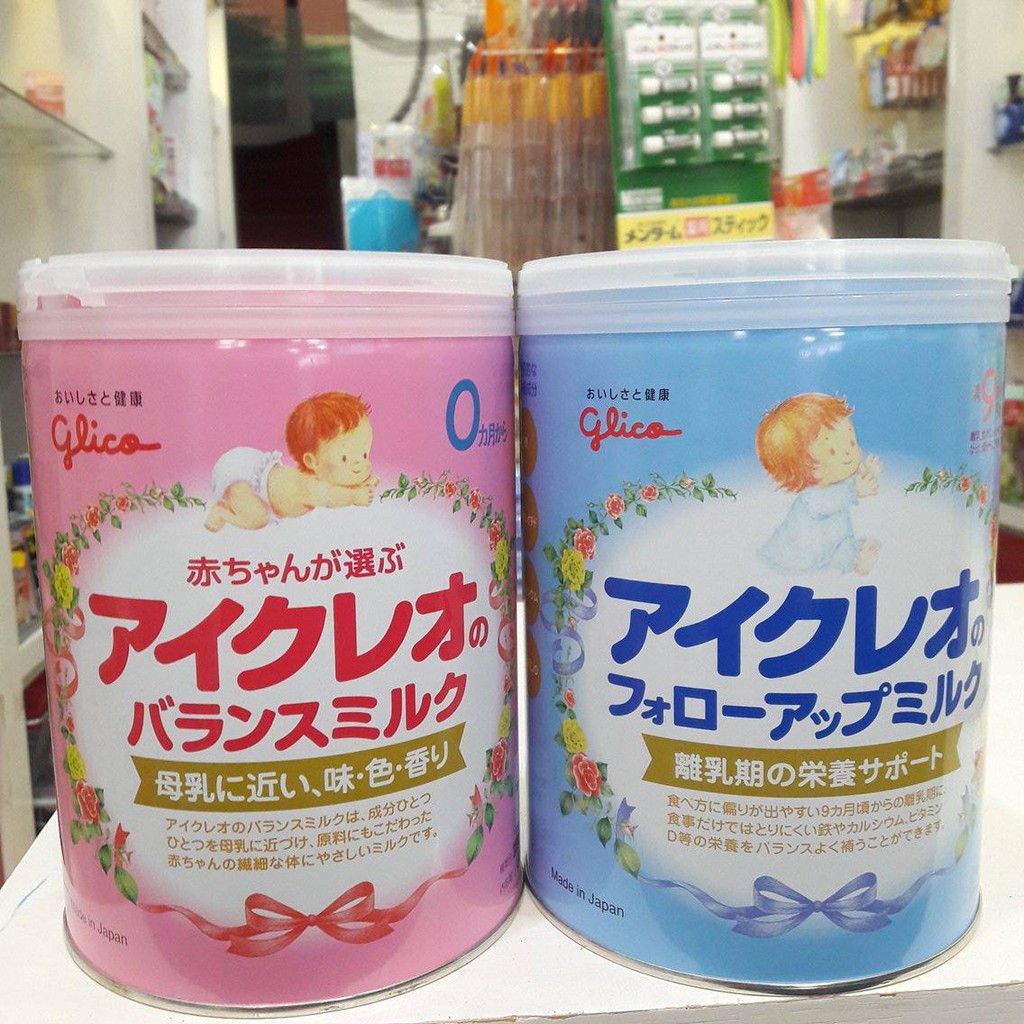 メンターム 薬用 スティック
おいしさと健康
glico
0カ月から
赤ちゃんが選ぶ
アイクレオの
バランスミルク
母乳に近い、味・色・香り
アイクレオのバランスミルクは、成分ひとつ
ひとつを母乳に近づけ、原料にもこだわった
赤ちゃんの繊細な体にやさしいミルクです。
Made in Japan
おいしさと健康
glico
アイクレオの
フォローアップミルク
離乳期の栄養サポート
食べ方に偏りが出やすい9カ月頃からの離乳期に、
食事だけではとりにくい鉄やカルシウム、ビタミン
D等の栄養をバランスよく補うことができます。
Made in Japan